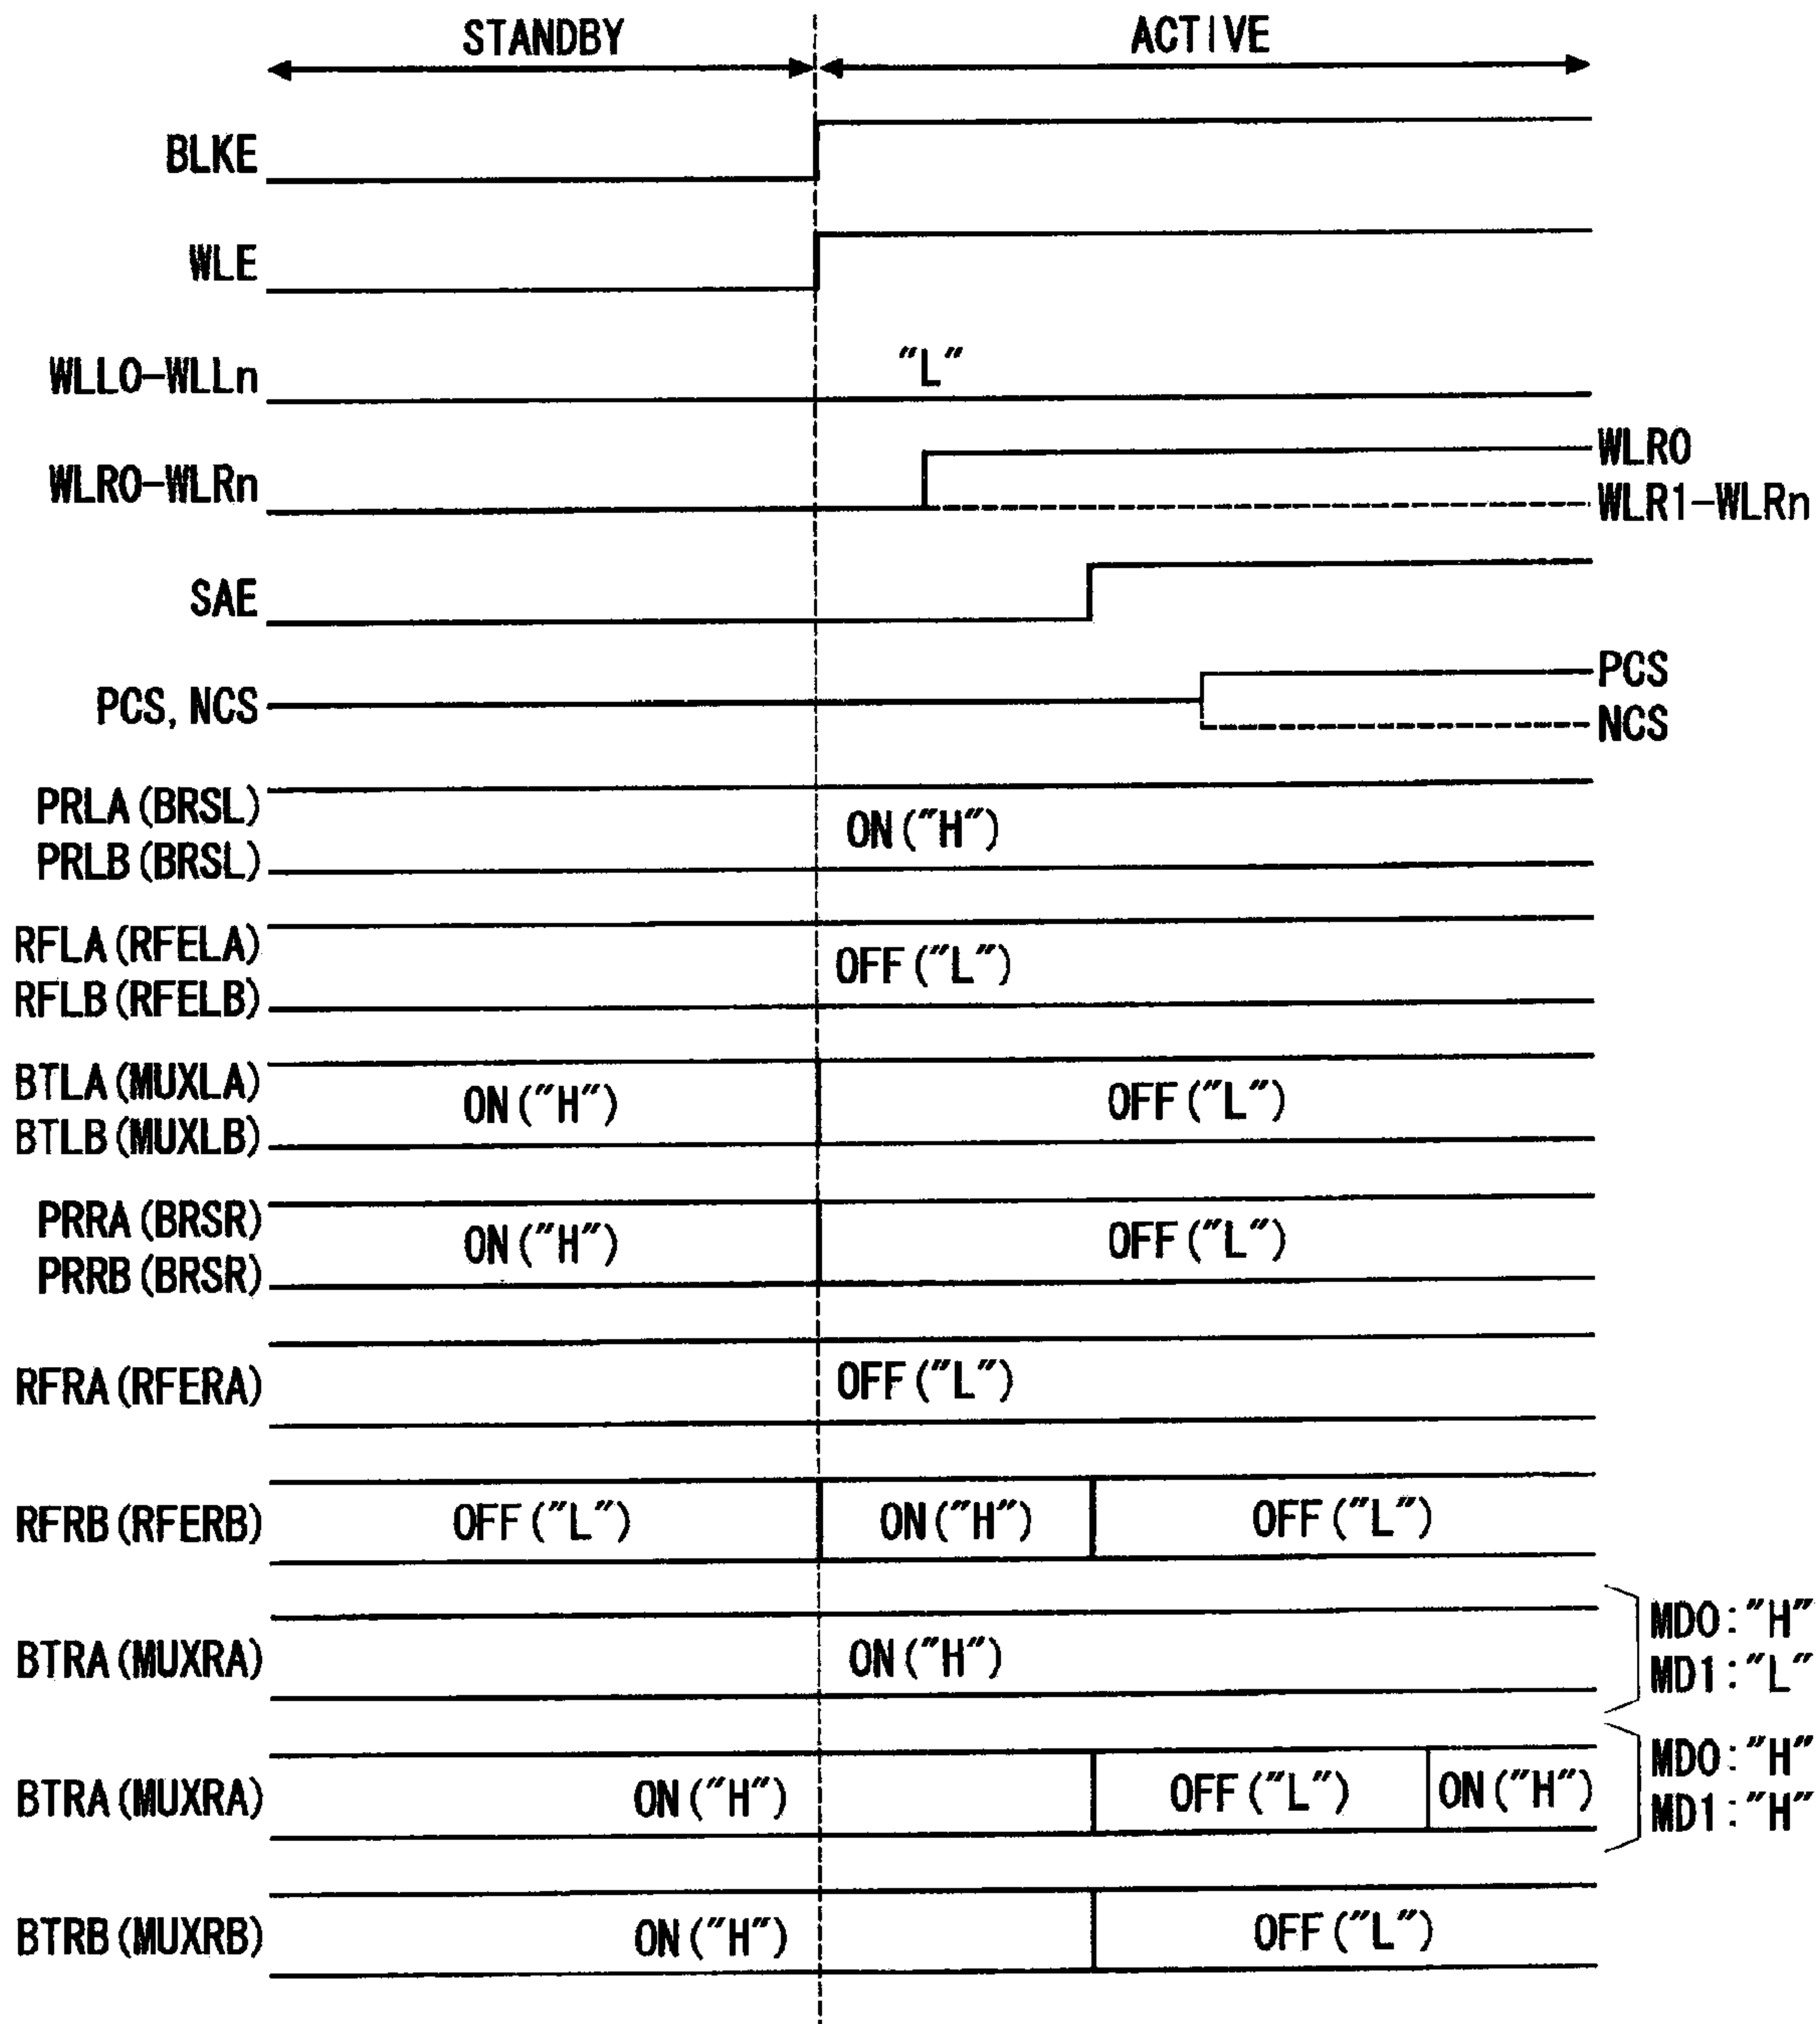 STANDBY ACTIVE
BLKE
WLE
WLL0-WLLn "L"
WLR0-WLRn WLR0
WLR1-WLRn
SAE
PCS, NCS PCS
NCS
PRLA (BRSL)
ON ("H")
PRLB (BRSL)
RFLA (RFELA)
OFF ("L")
RFLB (RFELB)
BTLA (MUXLA)
ON ("H") OFF ("L")
BTLB (MUXLB)
PRRA (BRSR)
ON ("H") OFF ("L")
PRRB (BRSR)
RFRA (RFERA) OFF ("L")
RFRB (RFERB) OFF ("L") ON ("H") OFF ("L")
MD0:"H"
BTRA (MUXRA) ON ("H")
MD1:"L"
MD0:"H"
BTRA (MUXRA) ON ("H") OFF ("L") ON ("H")
MD1:"H"
BTRB (MUXRB) ON ("H") OFF ("L")